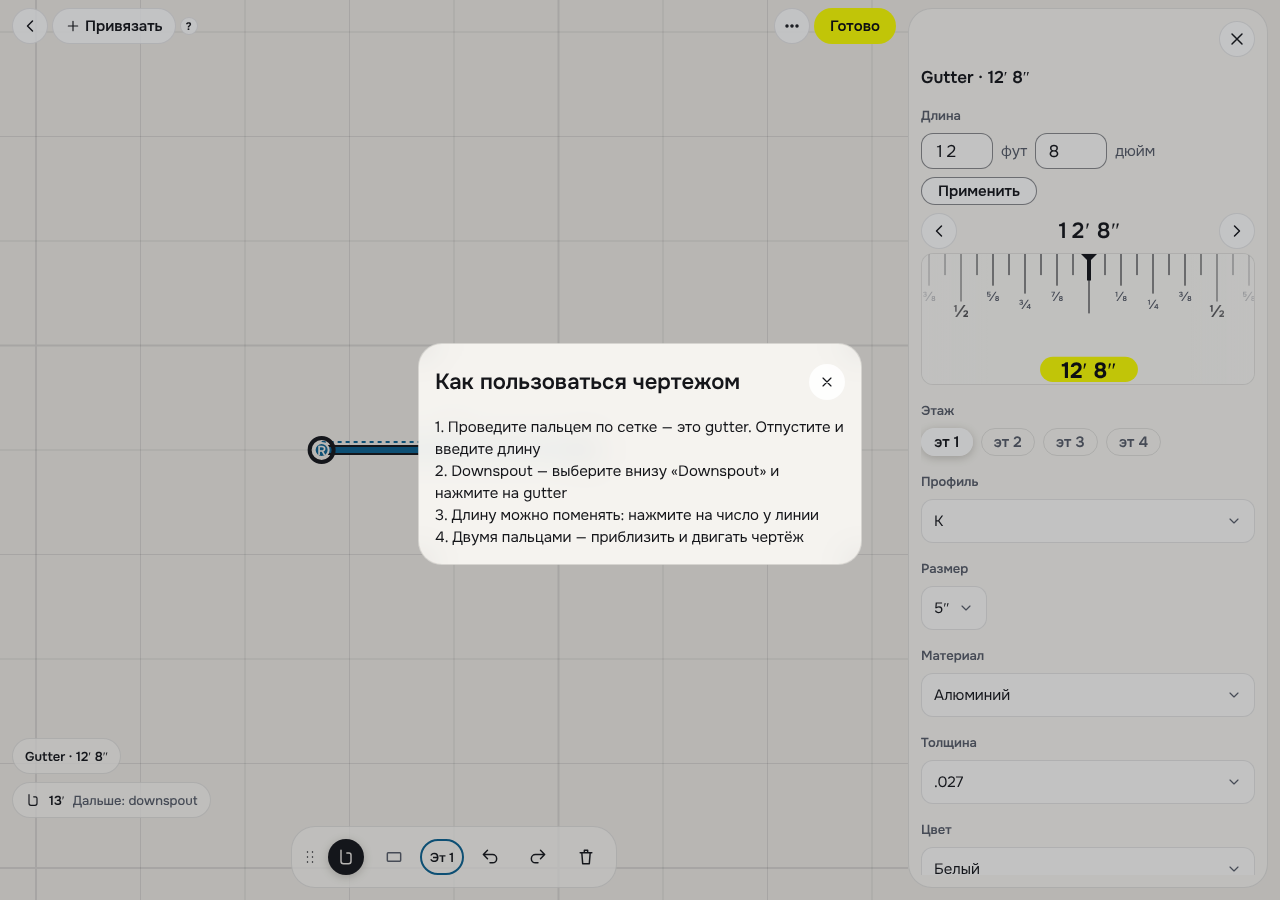 Привязать
?
Готово
Gutter · 12′ 8″
Длина
12 фут 8 дюйм
Применить
12′ 8″
⅜ ½ ⅝ ¾ ⅞ ⅛ ¼ ⅜ ½ ⅝
12′ 8″
Этаж
эт 1 эт 2 эт 3 эт 4
Профиль
K
Размер
5″
Материал
Алюминий
Толщина
.027
Цвет
Белый
Как пользоваться чертежом
1. Проведите пальцем по сетке — это gutter. Отпустите и
введите длину
2. Downspout — выберите внизу «Downspout» и
нажмите на gutter
3. Длину можно поменять: нажмите на число у линии
4. Двумя пальцами — приблизить и двигать чертёж
R
Gutter · 12′ 8″
13′ Дальше: downspout
Эт 1